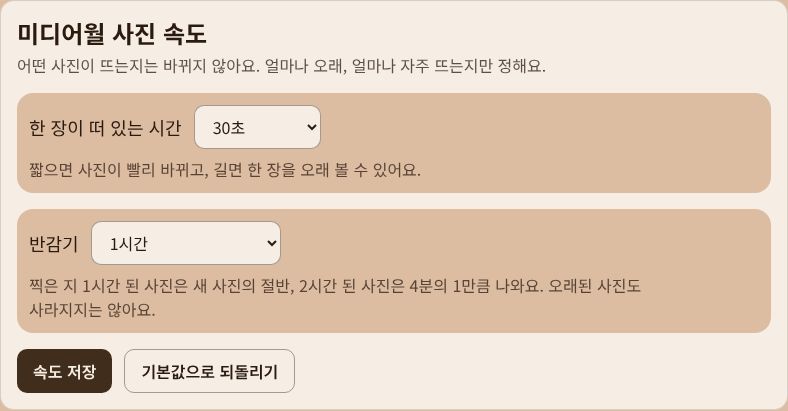 미디어월 사진 속도
어떤 사진이 뜨는지는 바뀌지 않아요. 얼마나 오래, 얼마나 자주 뜨는지만 정해요.
한 장이 떠 있는 시간 30초
짧으면 사진이 빨리 바뀌고, 길면 한 장을 오래 볼 수 있어요.
반감기 1시간
찍은 지 1시간 된 사진은 새 사진의 절반, 2시간 된 사진은 4분의 1만큼 나와요. 오래된 사진도
사라지지는 않아요.
속도 저장 기본값으로 되돌리기